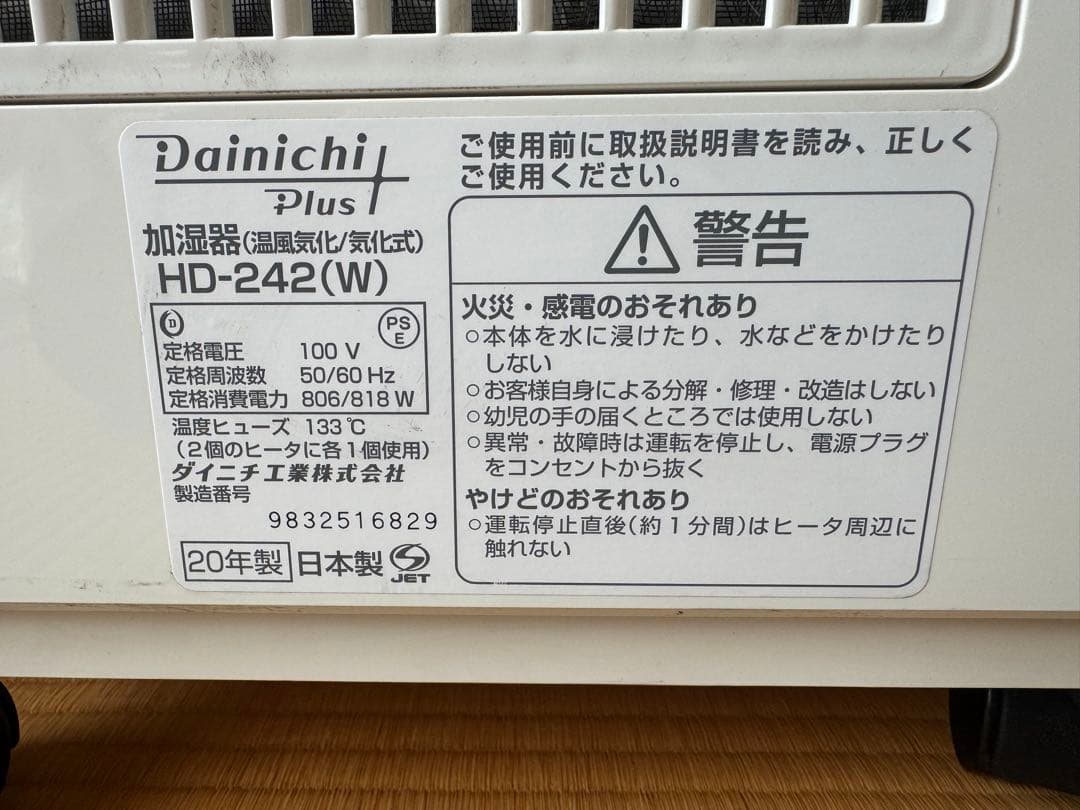 Dainichi
Plus
加湿器(温風気化/気化式)
HD-242(W)
D
PS
E
定格電圧 100 V
定格周波数 50/60 Hz
定格消費電力 806/818 W
温度ヒューズ 133℃
(2個のヒータに各1個使用)
ダイニチ工業株式会社
製造番号
9832516829
20年製 日本製 JET
ご使用前に取扱説明書を読み、正しく
ご使用ください。
警告
火災・感電のおそれあり
○本体を水に浸けたり、水などをかけたり
しない
○お客様自身による分解・修理・改造はしない
○幼児の手の届くところでは使用しない
○異常・故障時は運転を停止し、電源プラグ
をコンセントから抜く
やけどのおそれあり
○運転停止直後(約1分間)はヒータ周辺に
触れない